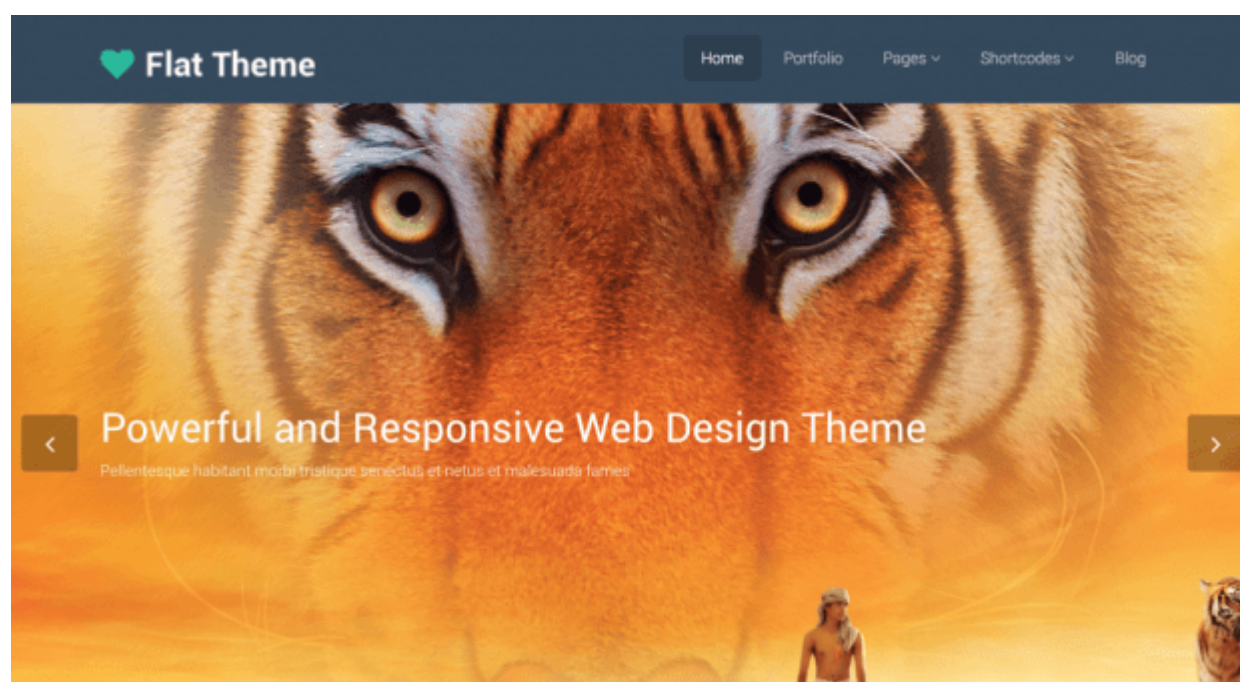 Flat Theme
Home Portfolio Pages Shortcodes Blog
Powerful and Responsive Web Design Theme
Pellentesque habitant morbi tristique senectus et netus et malesuada fames